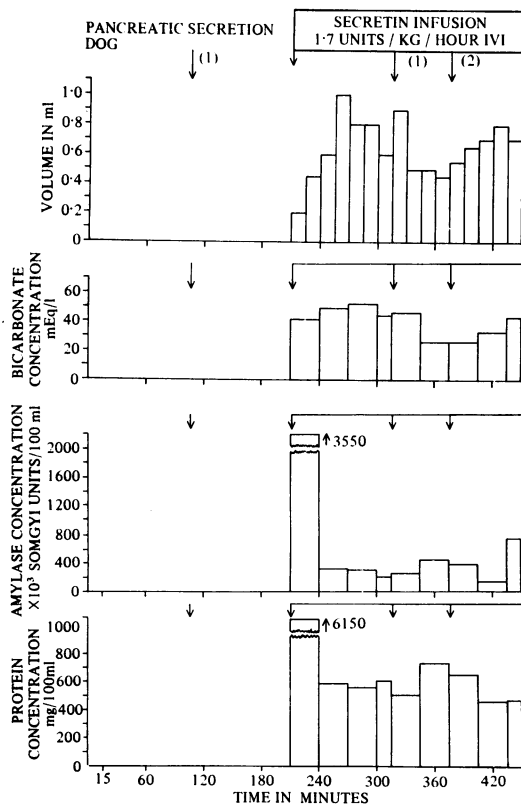 PANCREATIC SECRETION
DOG
SECRETIN INFUSION
1·7 UNITS / KG / HOUR IVI
(1)
(1)
(2)
VOLUME IN ml
1·0
0·8
0·6
0·4
0·2
0
BICARBONATE
CONCENTRATION
mEq/l
60
40
20
0
AMYLASE CONCENTRATION
X10³ SOMGYI UNITS/100 ml
2000
1600
1200
800
400
0
3550
PROTEIN
CONCENTRATION
mg/100ml
1000
800
600
400
200
0
6150
15 60 120 180 240 300 360 420
TIME IN MINUTES